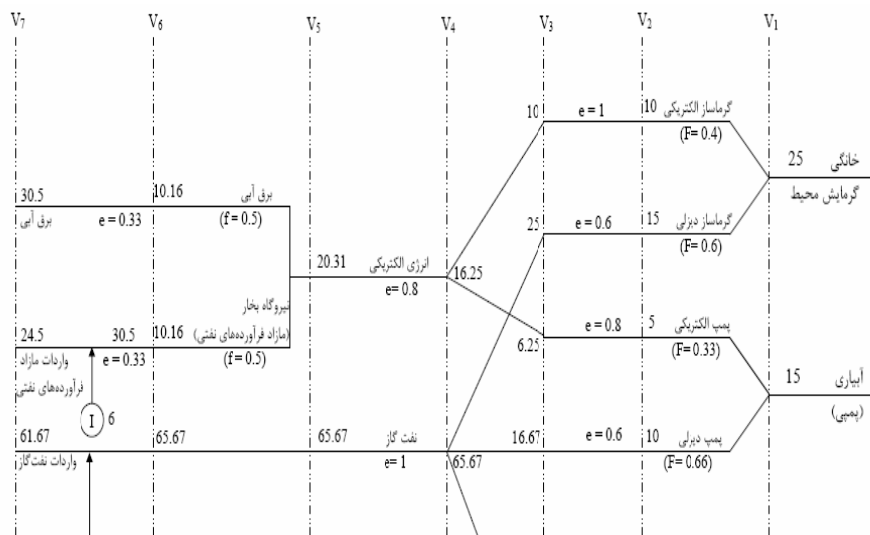 V₇ V₆ V₅ V₄ V₃ V₂ V₁
10 e = 1 10 گرماساز الکتریکی
(F= 0.4)
25 خانگی
گرمایش محیط
30.5 10.16 برق آبی
برق آبی e = 0.33 (f = 0.5)
25 e = 0.6 15 گرماساز دیزلی
(F= 0.6)
20.31 انرژی الکتریکی 16.25
e= 0.8
نیروگاه بخار
24.5 30.5 10.16 (مازاد فرآورده‌های نفتی)
واردات مازاد e = 0.33 (f = 0.5)
فرآورده‌های نفتی
6.25 e = 0.8 5 پمپ الکتریکی
(F= 0.33)
15 آبیاری
(پمپی)
I 6
61.67 65.67 65.67 نفت گاز 16.67 e = 0.6 10 پمپ دیزلی
واردات نفت‌گاز e= 1 65.67 (F= 0.66)